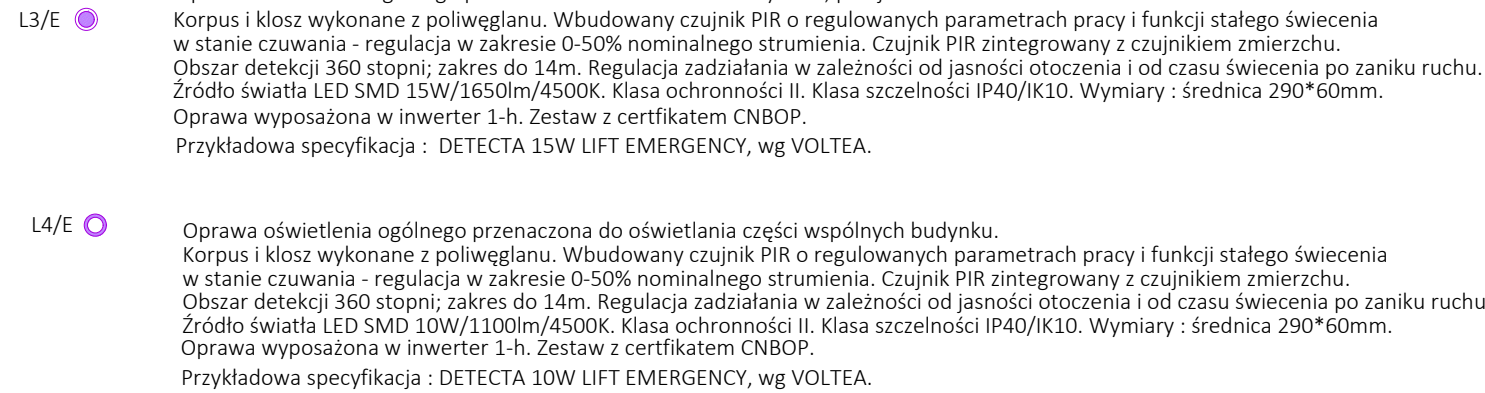 L3/E Korpus i klosz wykonane z poliwęglanu. Wbudowany czujnik PIR o regulowanych parametrach pracy i funkcji stałego świecenia
w stanie czuwania - regulacja w zakresie 0-50% nominalnego strumienia. Czujnik PIR zintegrowany z czujnikiem zmierzchu.
Obszar detekcji 360 stopni; zakres do 14m. Regulacja zadziałania w zależności od jasności otoczenia i od czasu świecenia po zaniku ruchu.
Źródło światła LED SMD 15W/1650lm/4500K. Klasa ochronności II. Klasa szczelności IP40/IK10. Wymiary : średnica 290*60mm.
Oprawa wyposażona w inwerter 1-h. Zestaw z certfikatem CNBOP.
Przykładowa specyfikacja : DETECTA 15W LIFT EMERGENCY, wg VOLTEA.
L4/E Oprawa oświetlenia ogólnego przenaczona do oświetlania części wspólnych budynku.
Korpus i klosz wykonane z poliwęglanu. Wbudowany czujnik PIR o regulowanych parametrach pracy i funkcji stałego świecenia
w stanie czuwania - regulacja w zakresie 0-50% nominalnego strumienia. Czujnik PIR zintegrowany z czujnikiem zmierzchu.
Obszar detekcji 360 stopni; zakres do 14m. Regulacja zadziałania w zależności od jasności otoczenia i od czasu świecenia po zaniku ruchu
Źródło światła LED SMD 10W/1100lm/4500K. Klasa ochronności II. Klasa szczelności IP40/IK10. Wymiary : średnica 290*60mm.
Oprawa wyposażona w inwerter 1-h. Zestaw z certfikatem CNBOP.
Przykładowa specyfikacja : DETECTA 10W LIFT EMERGENCY, wg VOLTEA.